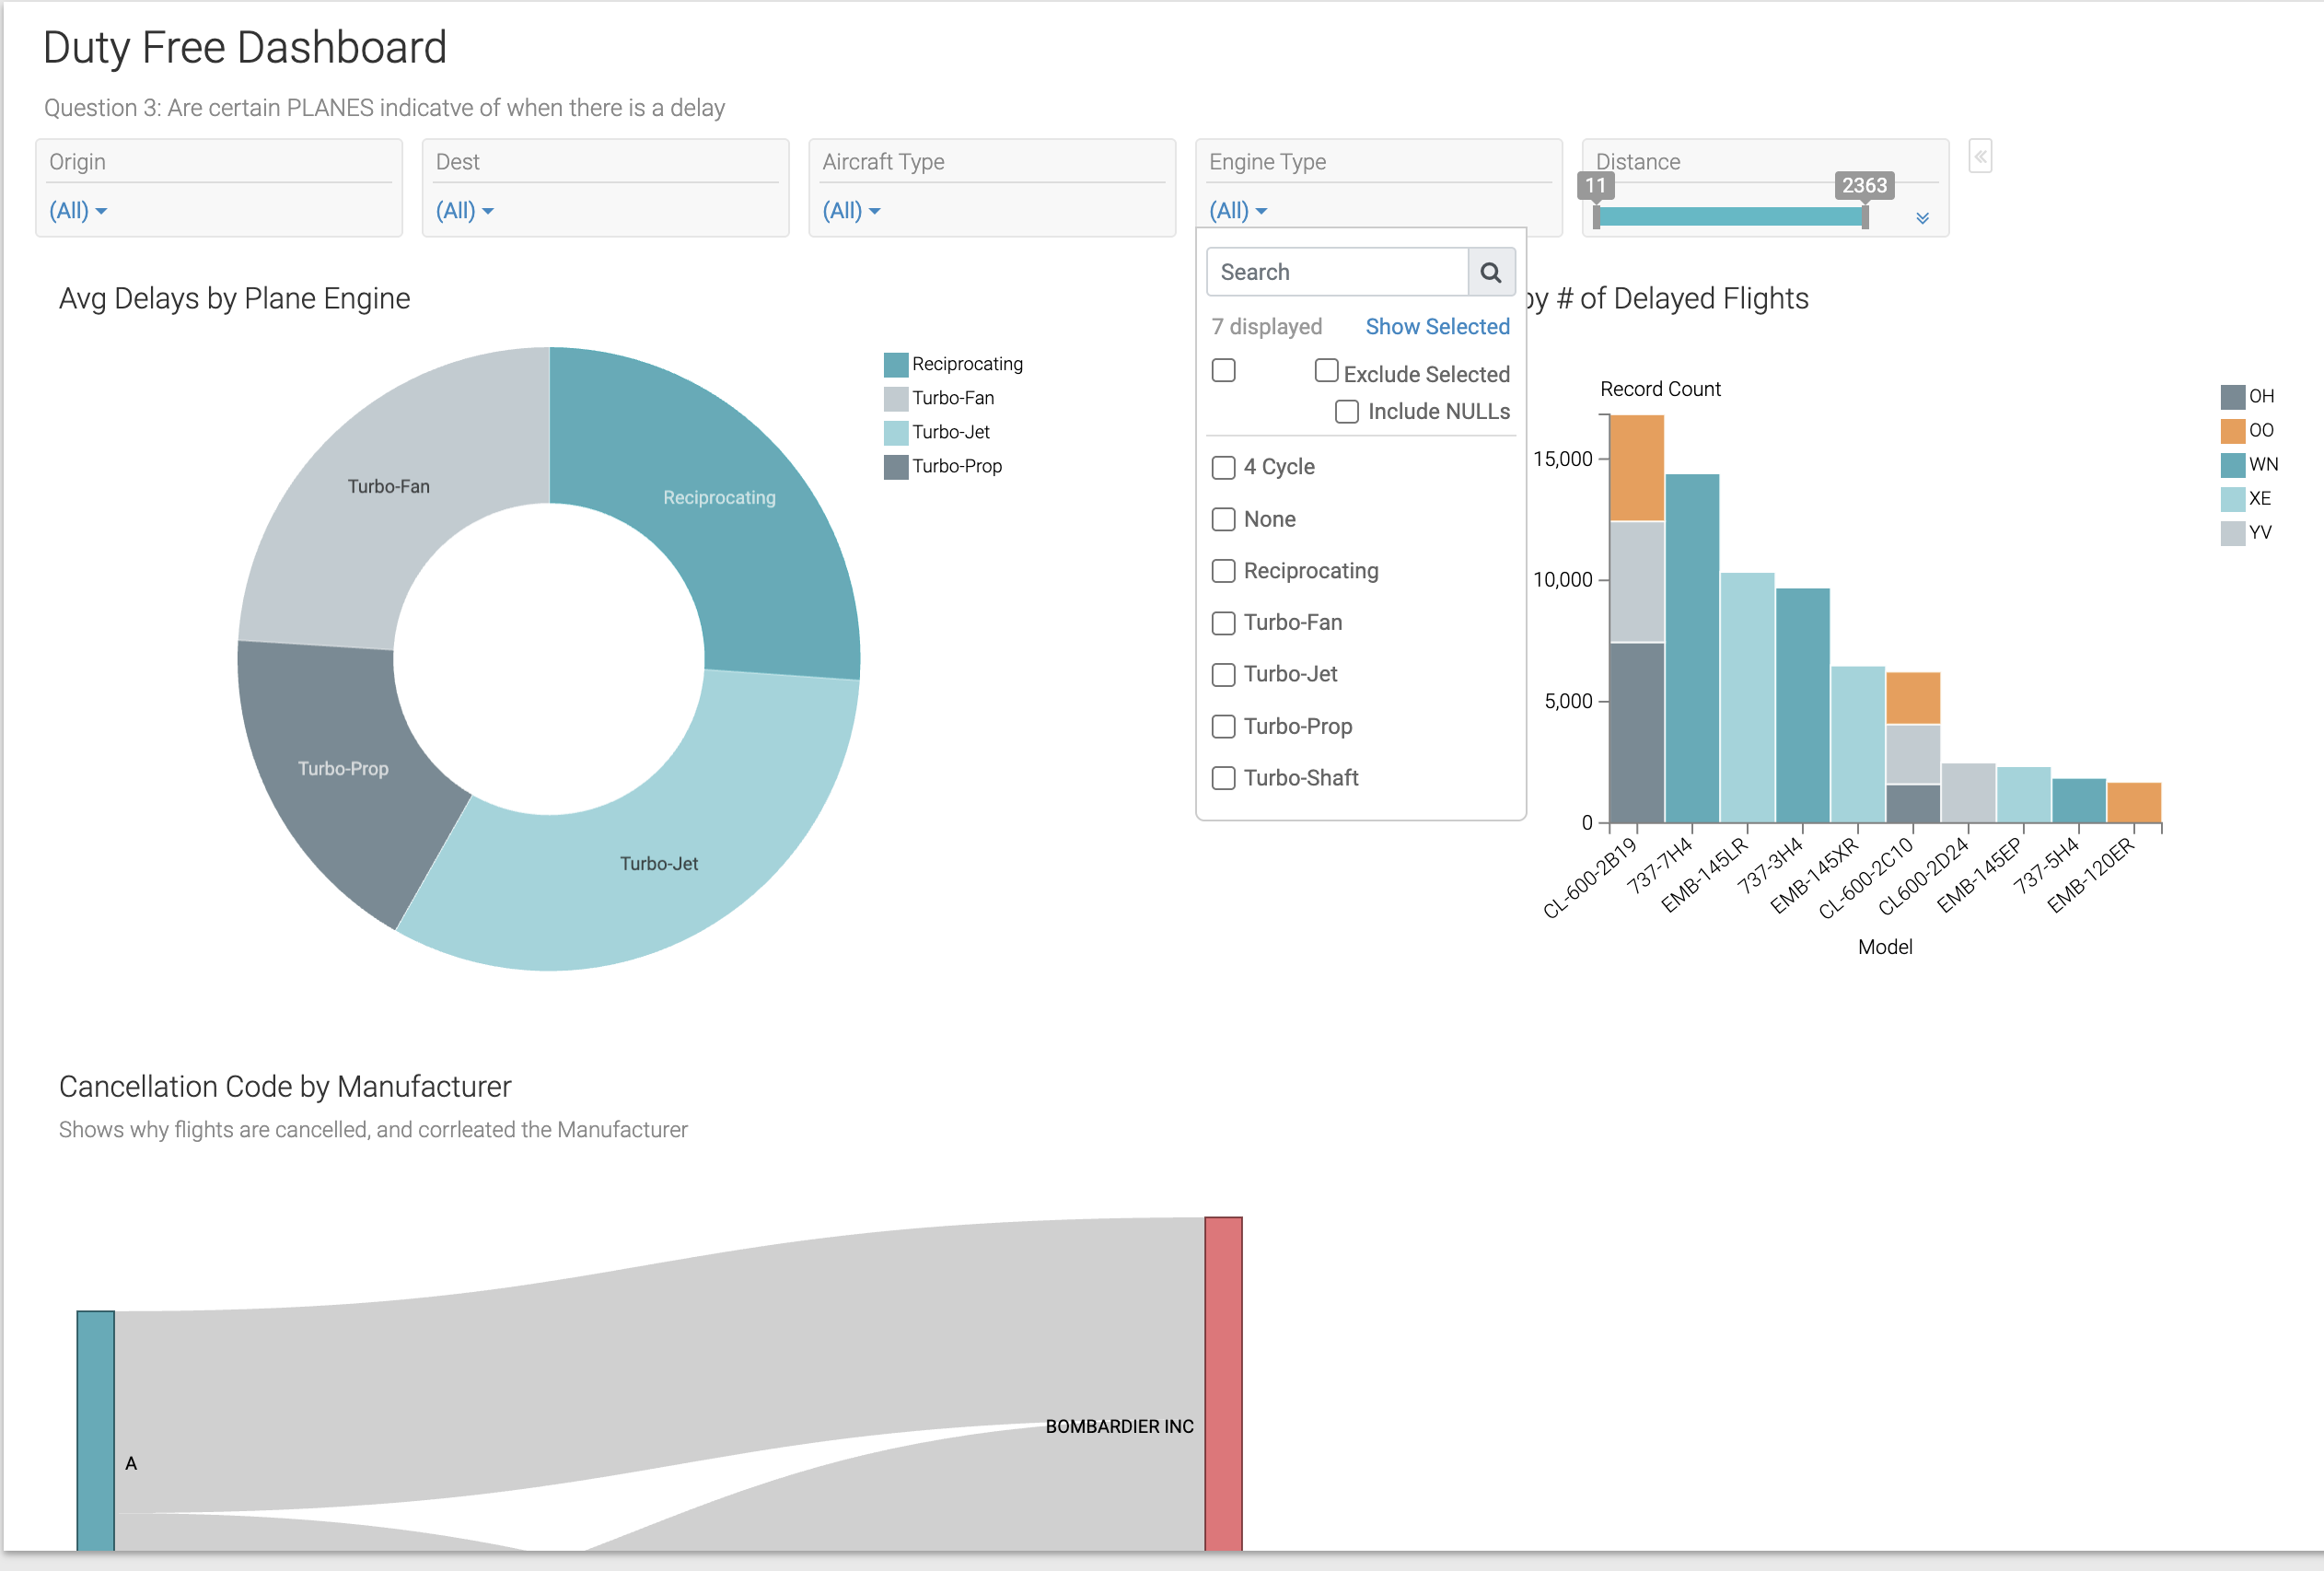 Duty Free Dashboard
Question 3: Are certain PLANES indicatve of when there is a delay
Origin
(All)
Dest
(All)
Aircraft Type
(All)
Engine Type
(All)
Distance
11
2363
Search
7 displayed Show Selected
Exclude Selected
Include NULLs
4 Cycle
None
Reciprocating
Turbo-Fan
Turbo-Jet
Turbo-Prop
Turbo-Shaft
Avg Delays by Plane Engine
Reciprocating
Turbo-Fan
Turbo-Jet
Turbo-Prop
Turbo-Fan
Reciprocating
Turbo-Prop
Turbo-Jet
by # of Delayed Flights
Record Count
15,000
10,000
5,000
0
CL-600-2B19
737-7H4
EMB-145LR
737-3H4
EMB-145XR
CL-600-2C10
CL600-2D24
EMB-145EP
737-5H4
EMB-120ER
Model
OH
OO
WN
XE
YV
Cancellation Code by Manufacturer
Shows why flights are cancelled, and corrleated the Manufacturer
BOMBARDIER INC
A